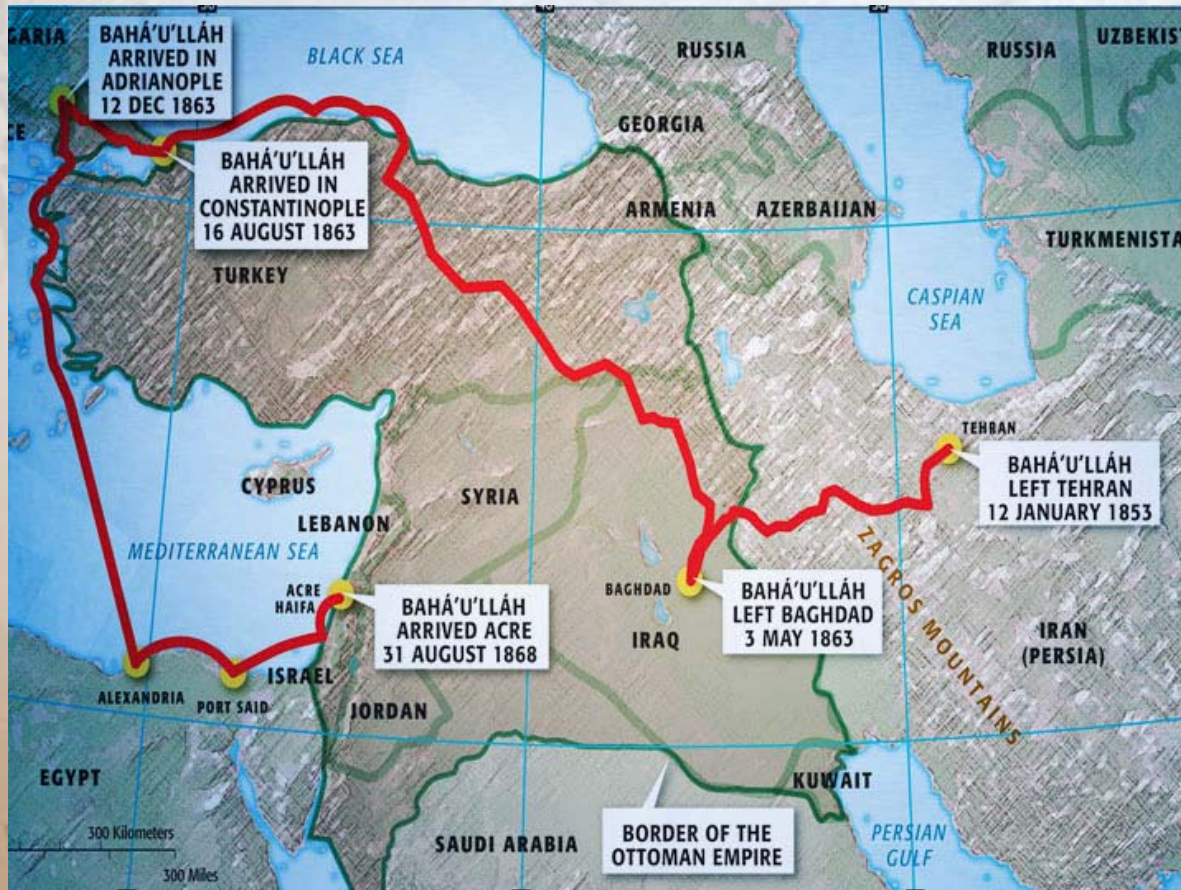 GARIA
BAHÁ'U'LLÁH
ARRIVED IN
ADRIANOPLE
12 DEC 1863
BLACK SEA
RUSSIA
RUSSIA
UZBEKIST
CE
GEORGIA
BAHÁ'U'LLÁH
ARRIVED IN
CONSTANTINOPLE
16 AUGUST 1863
ARMENIA
AZERBAIJAN
TURKMENISTA
TURKEY
CASPIAN
SEA
TEHRAN
BAHÁ'U'LLÁH
LEFT TEHRAN
12 JANUARY 1853
CYPRUS
SYRIA
LEBANON
MEDITERRANEAN SEA
ZAGROS MOUNTAINS
ACRE
HAIFA
BAHÁ'U'LLÁH
ARRIVED ACRE
31 AUGUST 1868
BAGHDAD
BAHÁ'U'LLÁH
LEFT BAGHDAD
3 MAY 1863
IRAQ
IRAN
(PERSIA)
ISRAEL
ALEXANDRIA
PORT SAID
JORDAN
EGYPT
KUWAIT
300 Kilometers
300 Miles
SAUDI ARABIA
BORDER OF THE
OTTOMAN EMPIRE
PERSIAN
GULF